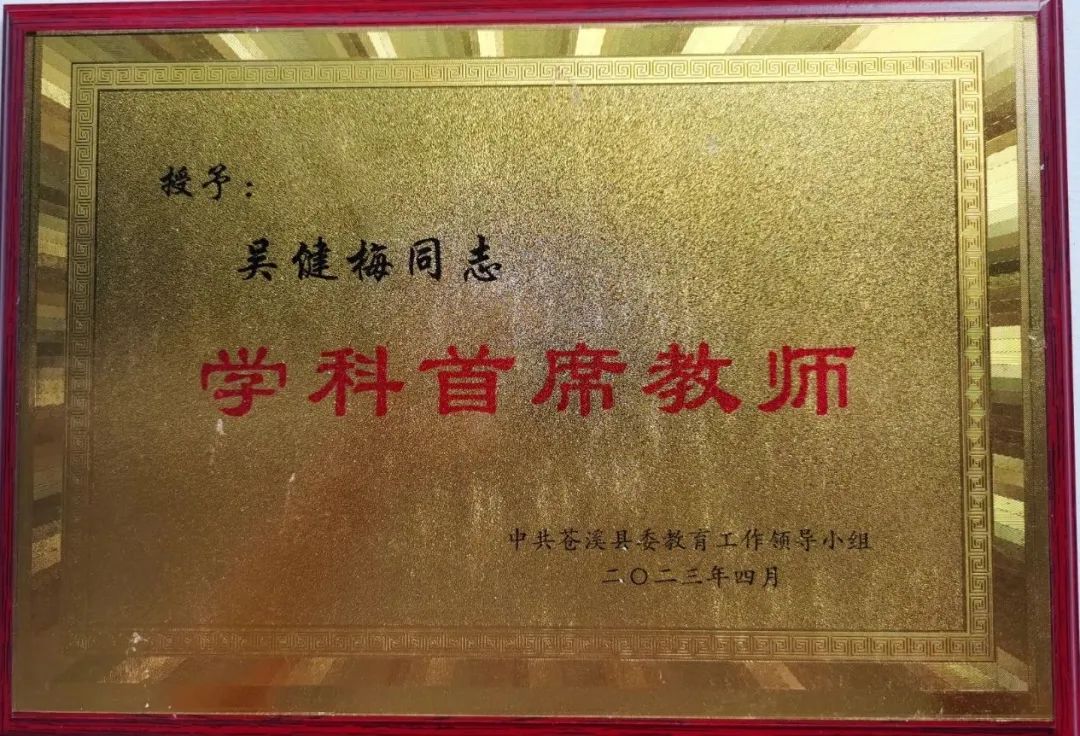 授予：
吴健梅同志
学科首席教师
中共苍溪县委教育工作领导小组
二〇二三年四月